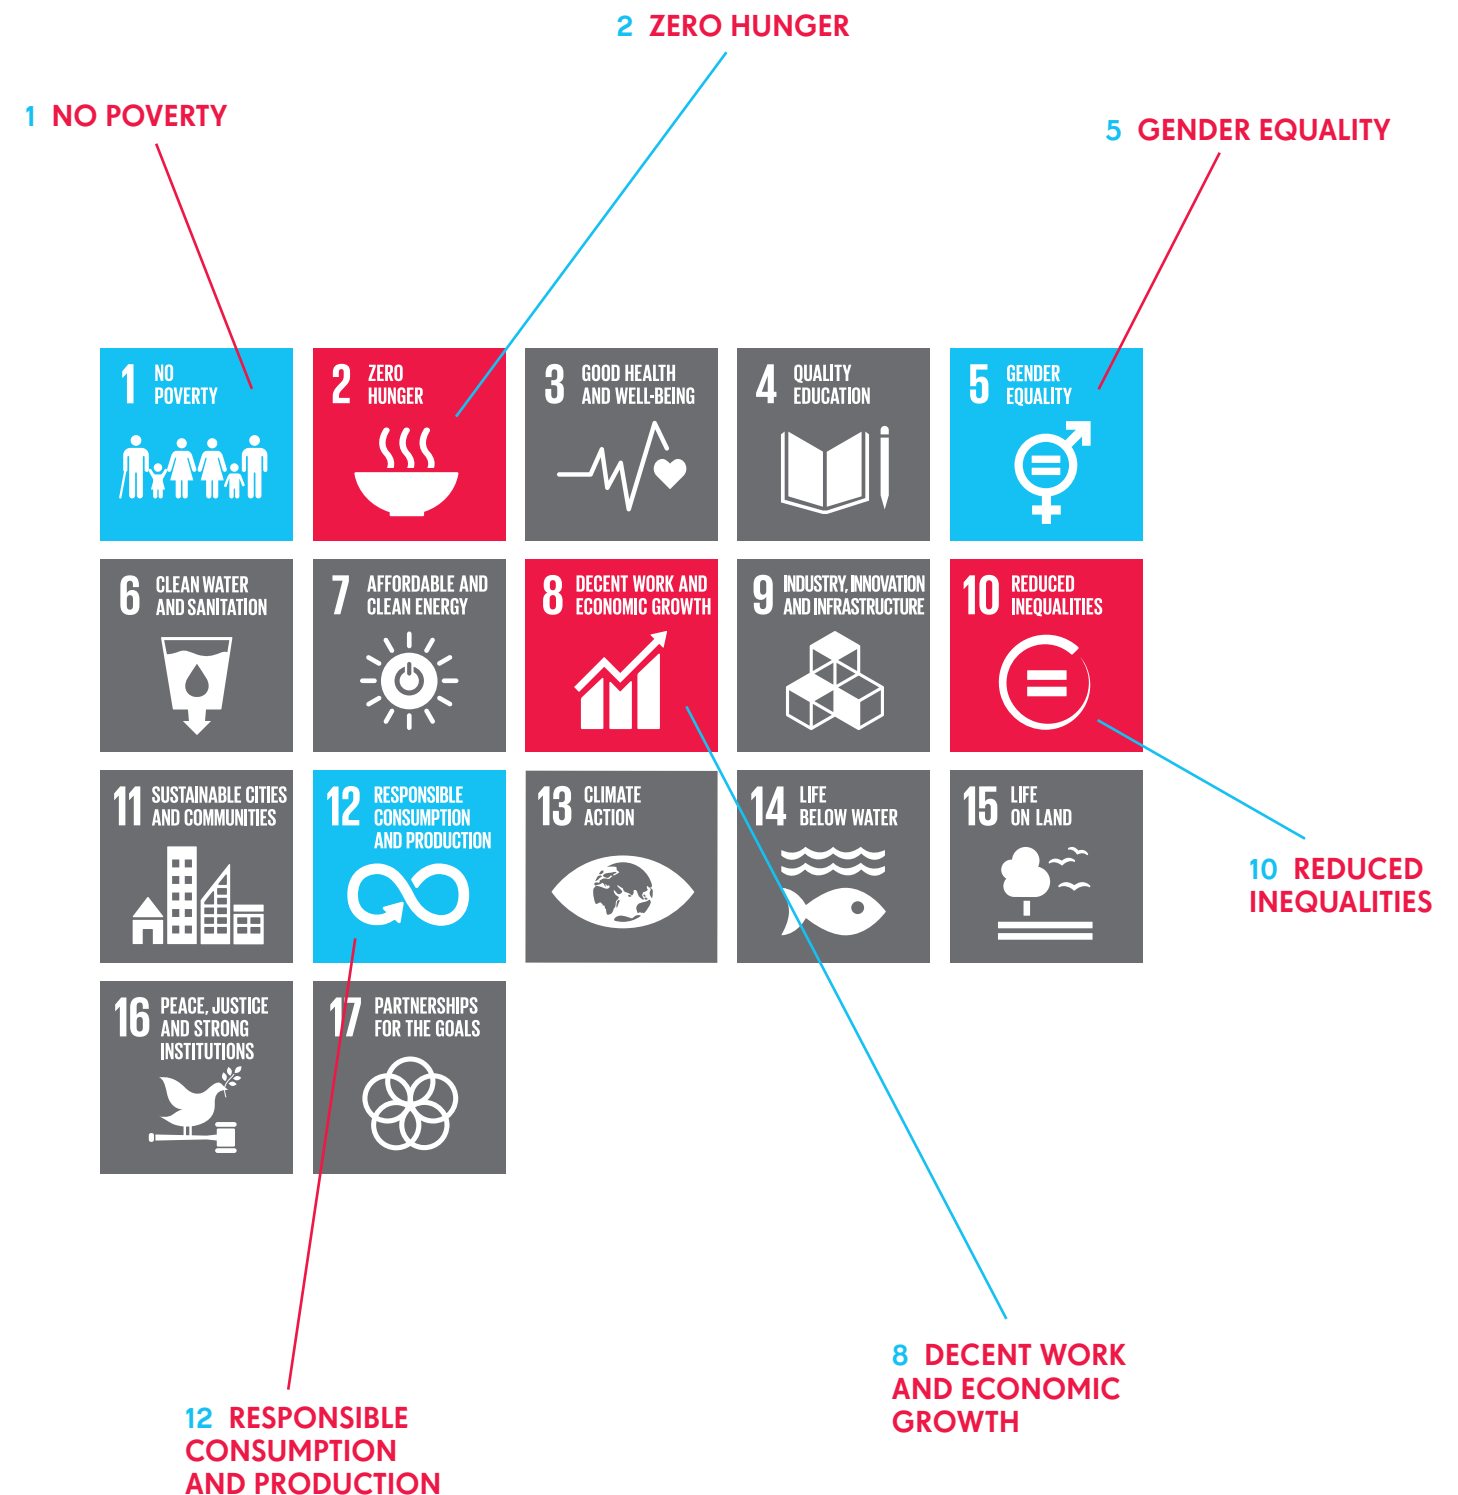 2 ZERO HUNGER
1 NO POVERTY
5 GENDER EQUALITY
1 NO
POVERTY
2 ZERO
HUNGER
3 GOOD HEALTH
AND WELL-BEING
4 QUALITY
EDUCATION
5 GENDER
EQUALITY
6 CLEAN WATER
AND SANITATION
7 AFFORDABLE AND
CLEAN ENERGY
8 DECENT WORK AND
ECONOMIC GROWTH
9 INDUSTRY, INNOVATION
AND INFRASTRUCTURE
10 REDUCED
INEQUALITIES
11 SUSTAINABLE CITIES
AND COMMUNITIES
12 RESPONSIBLE
CONSUMPTION
AND PRODUCTION
13 CLIMATE
ACTION
14 LIFE
BELOW WATER
15 LIFE
ON LAND
10 REDUCED
INEQUALITIES
16 PEACE, JUSTICE
AND STRONG
INSTITUTIONS
17 PARTNERSHIPS
FOR THE GOALS
8 DECENT WORK
AND ECONOMIC
GROWTH
12 RESPONSIBLE
CONSUMPTION
AND PRODUCTION